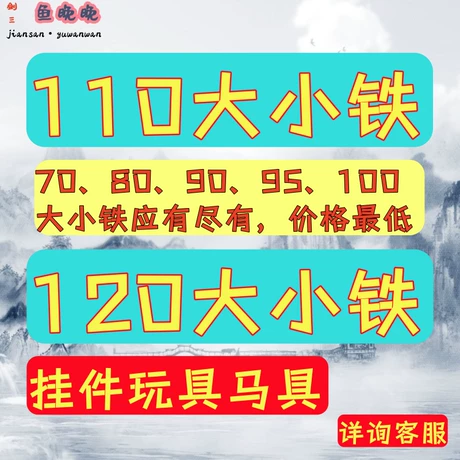 剑三 鱼晚晚
jiansan·yuwanwan
110大小铁
70、80、90、95、100
大小铁应有尽有，价格最低
120大小铁
挂件玩具马具
详询客服